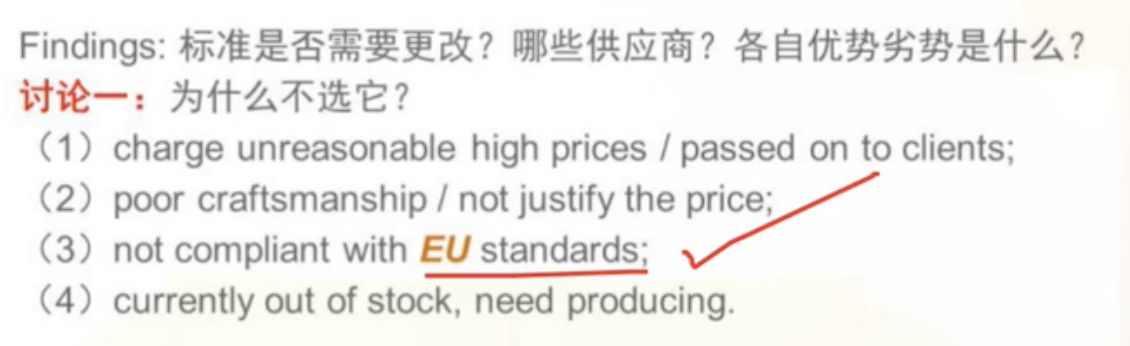 Findings: 标准是否需要更改？哪些供应商？各自优势劣势是什么？
讨论一：为什么不选它？
（1）charge unreasonable high prices / passed on to clients;
（2）poor craftsmanship / not justify the price;
（3）not compliant with EU standards;
（4）currently out of stock, need producing.